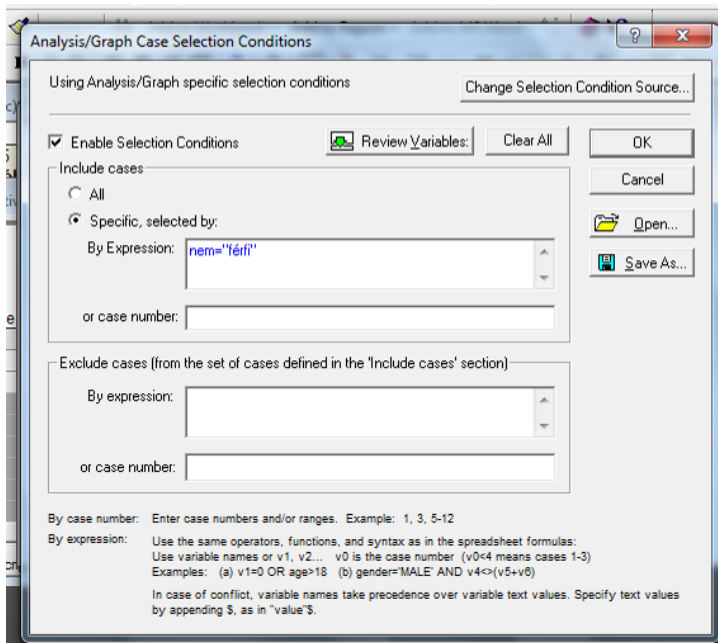 Analysis/Graph Case Selection Conditions
Using Analysis/Graph specific selection conditions
Change Selection Condition Source...
Enable Selection Conditions
Review Variables:
Clear All
OK
Include cases
Cancel
All
Specific, selected by:
Open...
By Expression:
nem="férfi"
Save As...
or case number:
Exclude cases (from the set of cases defined in the 'Include cases' section)
By expression:
or case number:
By case number: Enter case numbers and/or ranges. Example: 1, 3, 5-12
By expression: Use the same operators, functions, and syntax as in the spreadsheet formulas:
Use variable names or v1, v2... v0 is the case number (v0<4 means cases 1-3)
Examples: (a) v1=0 OR age>18 (b) gender='MALE' AND v4<>(v5+v6)
In case of conflict, variable names take precedence over variable text values. Specify text values
by appending $, as in "value"$.